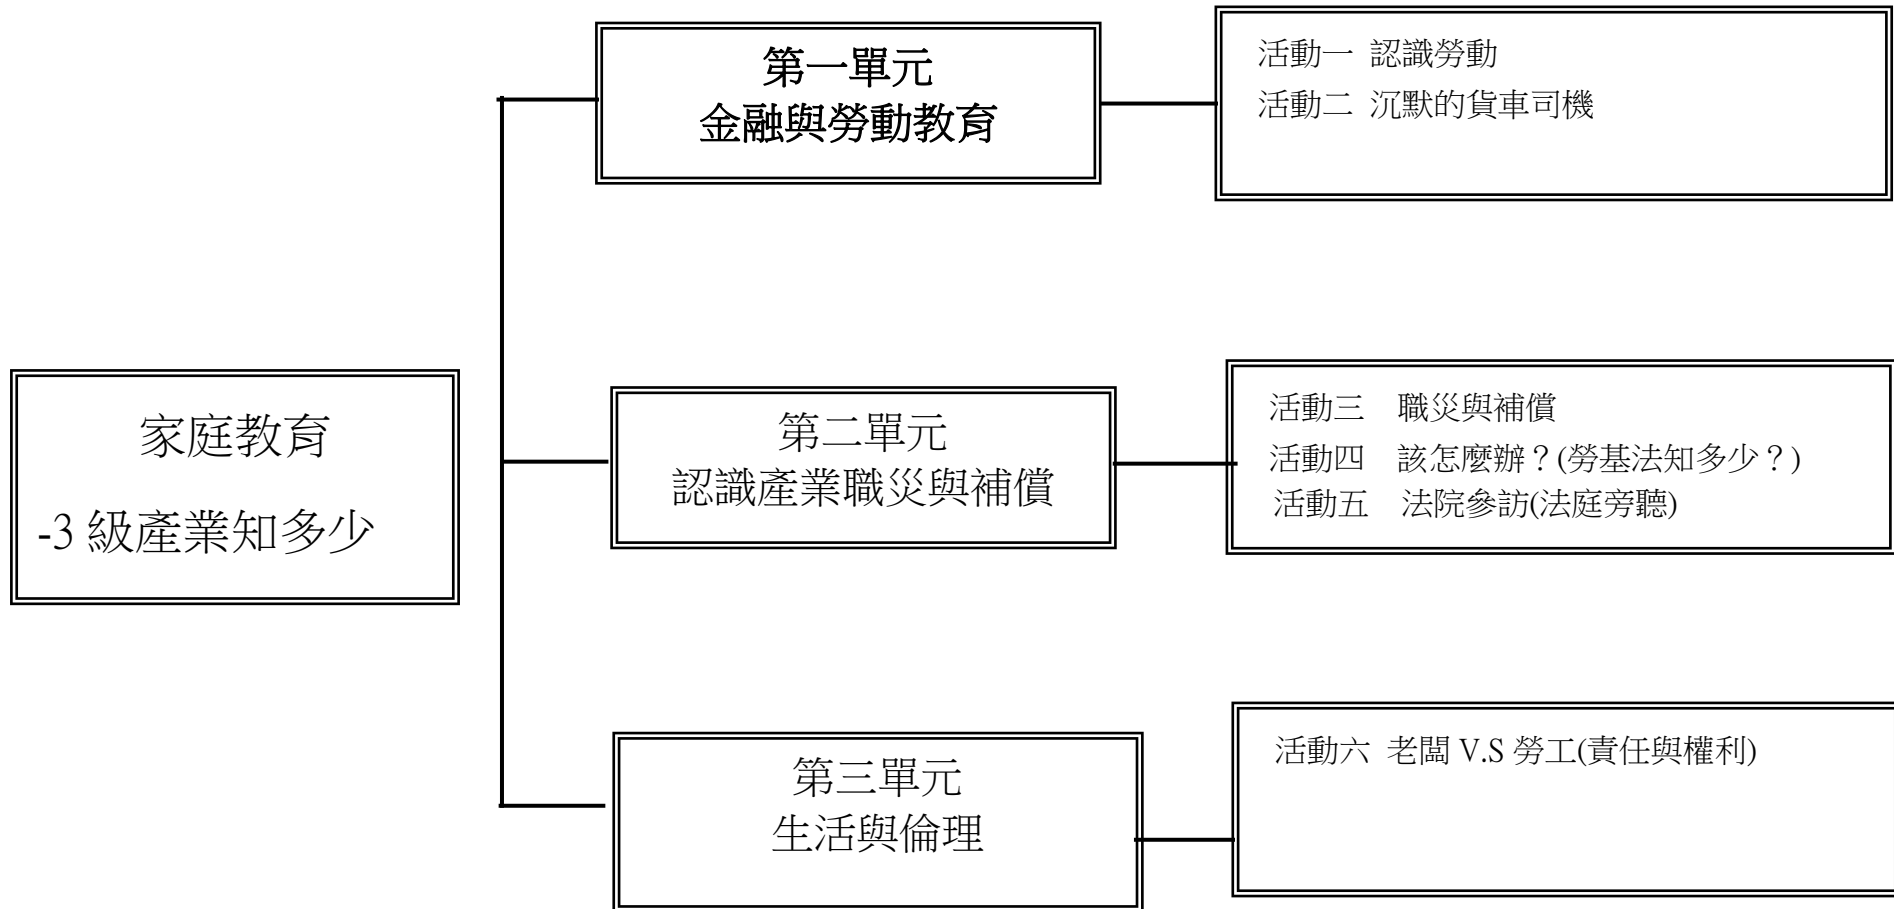 家庭教育
-3 級產業知多少
第一單元
金融與勞動教育
活動一 認識勞動
活動二 沉默的貨車司機
第二單元
認識產業職災與補償
活動三 職災與補償
活動四 該怎麼辦？(勞基法知多少？)
活動五 法院參訪(法庭旁聽)
第三單元
生活與倫理
活動六 老闆 V.S 勞工(責任與權利)